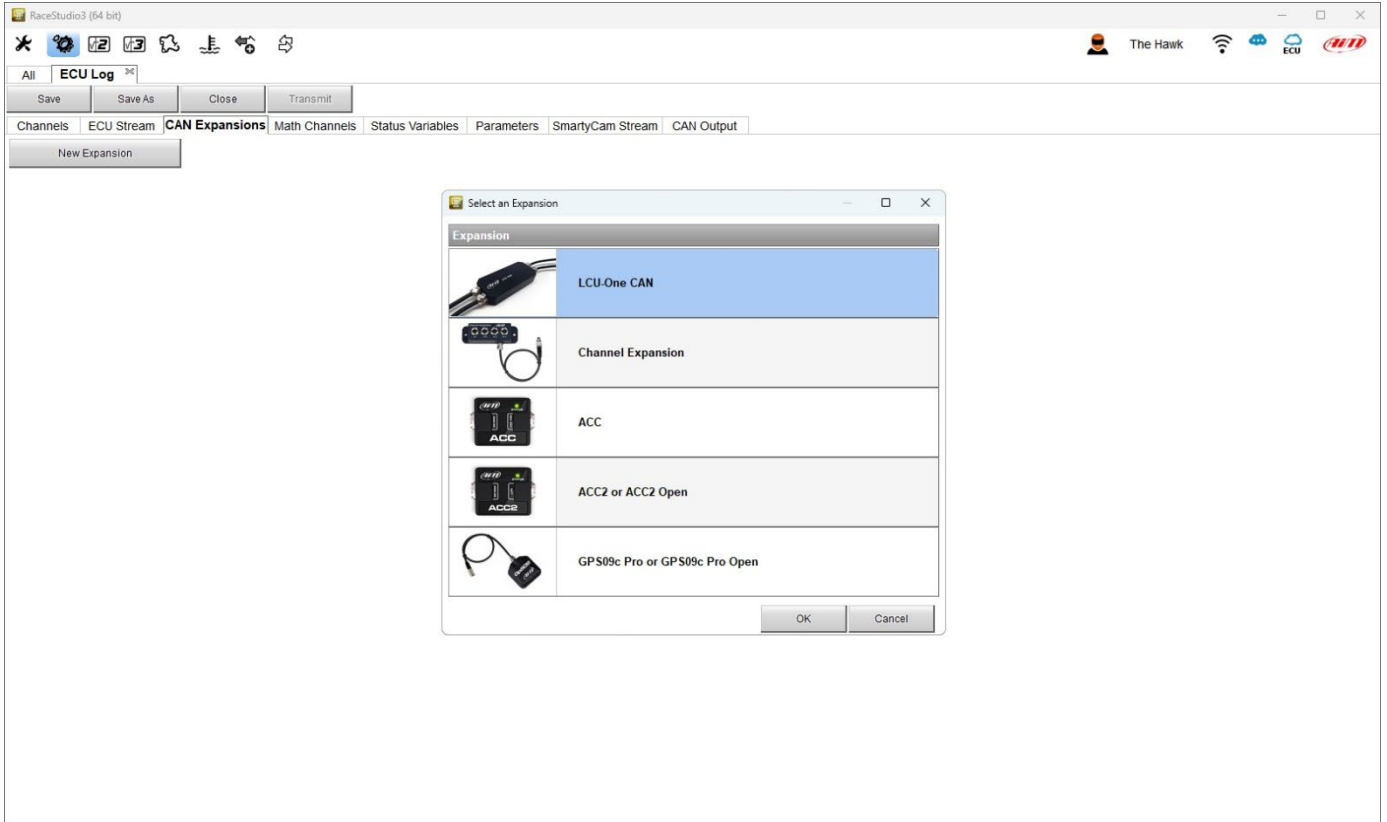 RaceStudio3 (64 bit)
The Hawk
ECU
AiM
All ECU Log
Save Save As Close Transmit
Channels ECU Stream CAN Expansions Math Channels Status Variables Parameters SmartyCam Stream CAN Output
New Expansion
Select an Expansion
Expansion
LCU-One CAN
Channel Expansion
ACC
ACC
ACC2
ACC2 or ACC2 Open
GPS09c Pro or GPS09c Pro Open
OK Cancel